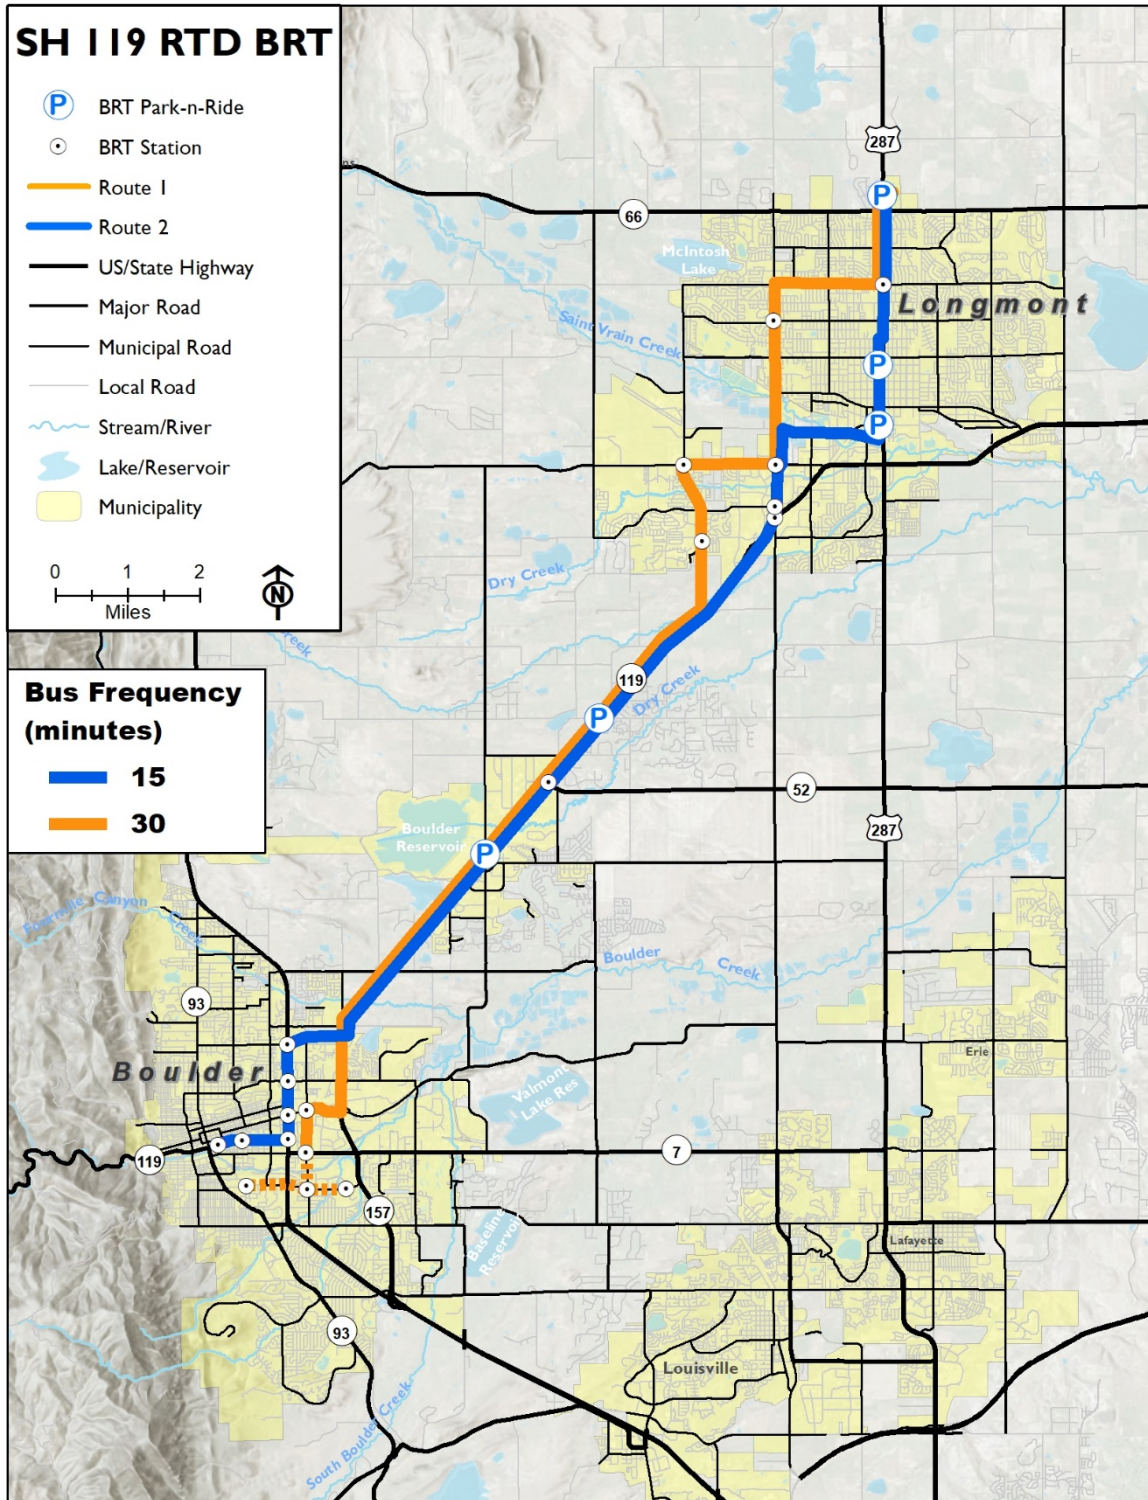 SH 119 RTD BRT
P BRT Park-n-Ride
BRT Station
Route 1
Route 2
US/State Highway
Major Road
Municipal Road
Local Road
Stream/River
Lake/Reservoir
Municipality
0 1 2
Miles
N
Bus Frequency
(minutes)
15
30
287
P
66
McIntosh
Lake
Longmont
Saint Vrain Creek
P
P
Dry Creek
Creek
119
Dry Creek
P
52
287
Boulder
Reservoir
P
Fourmile Canyon
Creek
Boulder
Creek
93
Boulder
Erie
Valmont
Lake Res
119
7
157
Baseline
Reservoir
Lafayette
93
Louisville
South Boulder Creek